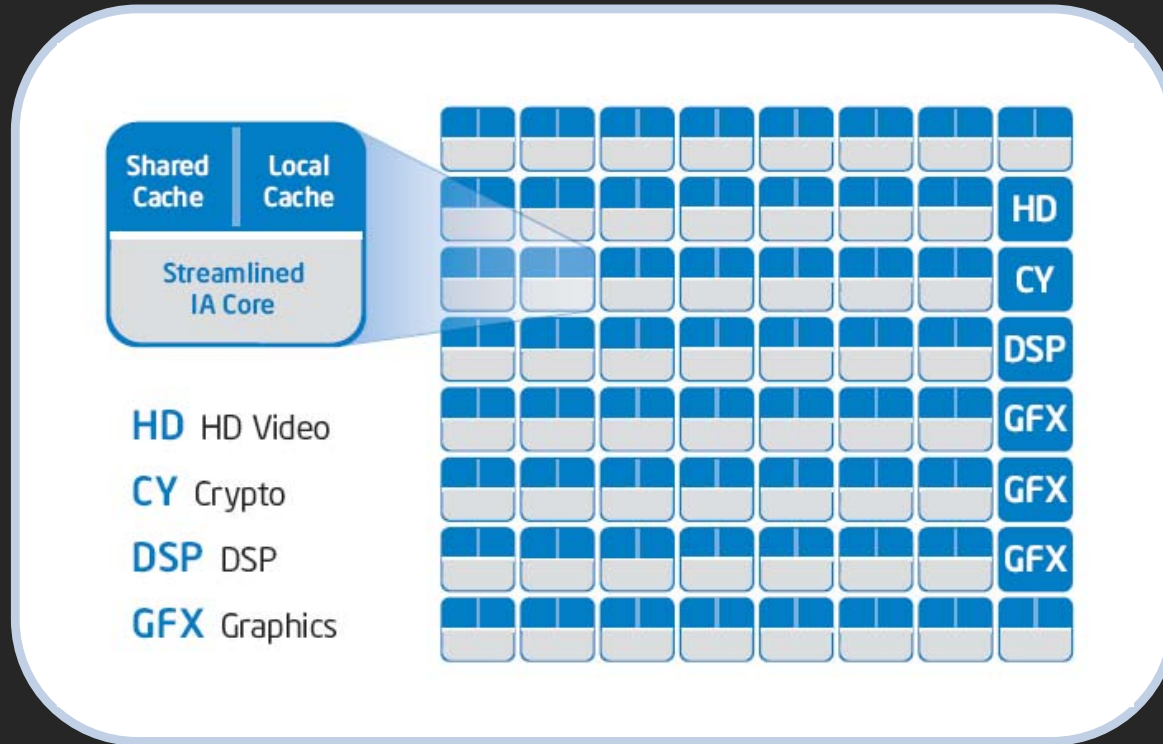 Shared
Cache
Local
Cache
Streamlined
IA Core
HD HD Video
CY Crypto
DSP DSP
GFX Graphics
HD
CY
DSP
GFX
GFX
GFX